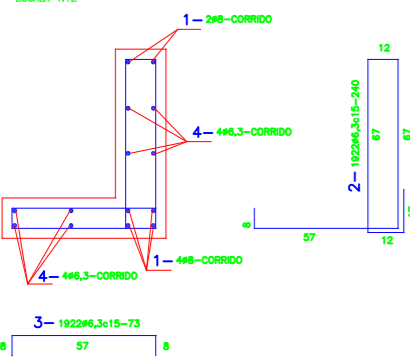 1- 2ø8-CORRIDO
12
4- 4ø6,3-CORRIDO
2- 1922ø6,3c15-240
67
67
8
57
12
1- 4ø8-CORRIDO
4- 4ø6,3-CORRIDO
3- 1922ø6,3c15-73
8
57
8